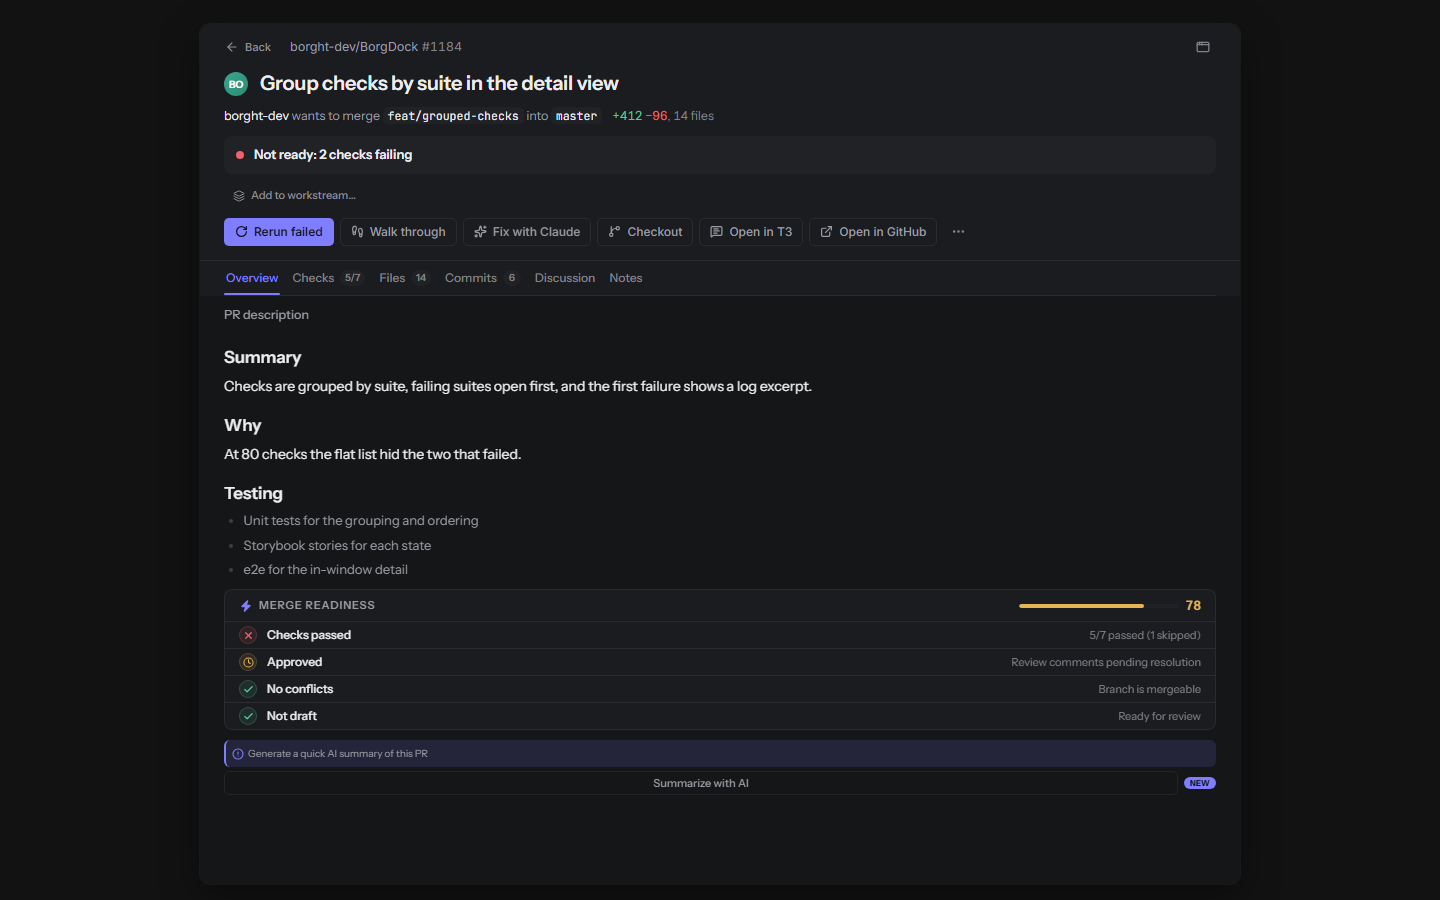 Back borght-dev/BorgDock #1184
BO Group checks by suite in the detail view
borght-dev wants to merge feat/grouped-checks into master +412 −96, 14 files
Not ready: 2 checks failing
Add to workstream...
Rerun failed Walk through Fix with Claude Checkout Open in T3 Open in GitHub ...
Overview Checks 5/7 Files 14 Commits 6 Discussion Notes
PR description
Summary
Checks are grouped by suite, failing suites open first, and the first failure shows a log excerpt.
Why
At 80 checks the flat list hid the two that failed.
Testing
• Unit tests for the grouping and ordering
• Storybook stories for each state
• e2e for the in-window detail
MERGE READINESS 78
Checks passed 5/7 passed (1 skipped)
Approved Review comments pending resolution
No conflicts Branch is mergeable
Not draft Ready for review
Generate a quick AI summary of this PR
Summarize with AI NEW